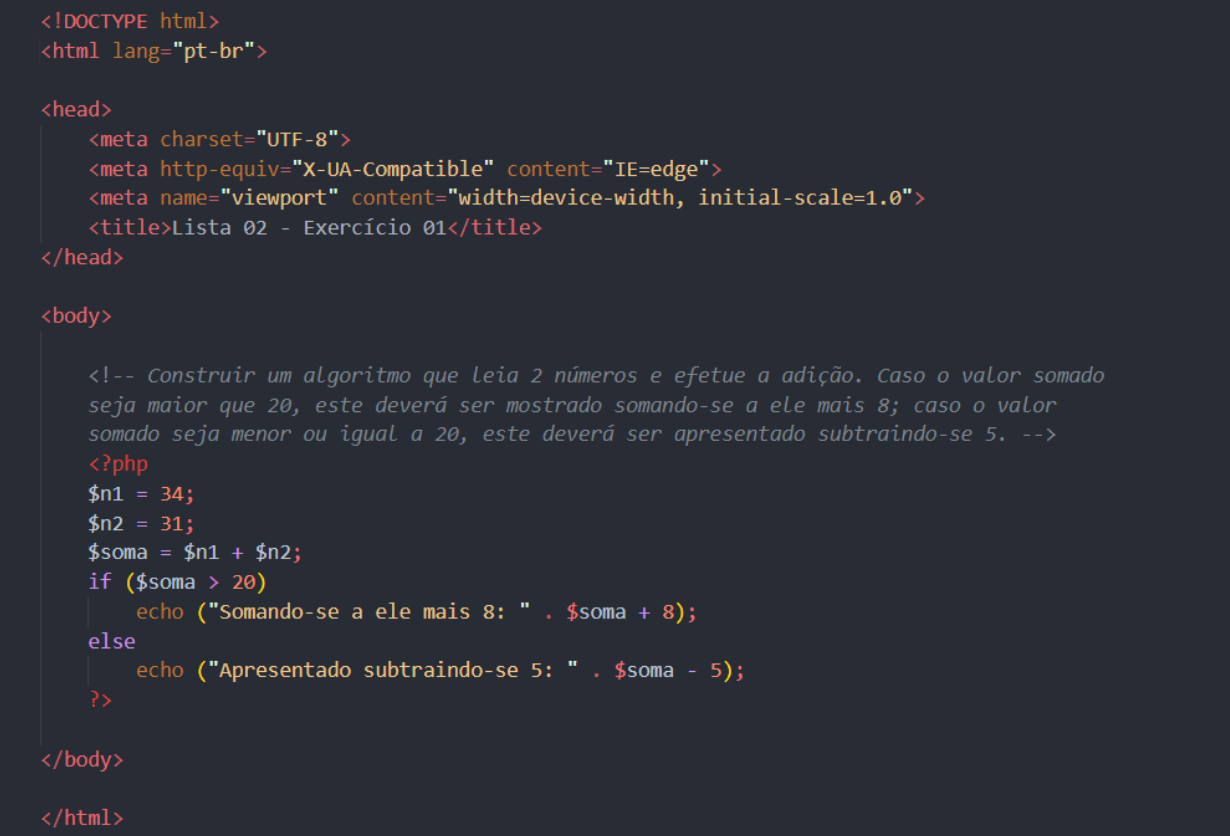 <!DOCTYPE html>
<html lang="pt-br">
<head>
<meta charset="UTF-8">
<meta http-equiv="X-UA-Compatible" content="IE=edge">
<meta name="viewport" content="width=device-width, initial-scale=1.0">
<title>Lista 02 - Exercício 01</title>
</head>
<body>
<!-- Construir um algoritmo que leia 2 números e efetue a adição. Caso o valor somado
seja maior que 20, este deverá ser mostrado somando-se a ele mais 8; caso o valor
somado seja menor ou igual a 20, este deverá ser apresentado subtraindo-se 5. -->
<?php
$n1 = 34;
$n2 = 31;
$soma = $n1 + $n2;
if ($soma > 20)
echo ("Somando-se a ele mais 8: " . $soma + 8);
else
echo ("Apresentado subtraindo-se 5: " . $soma - 5);
?>
</body>
</html>